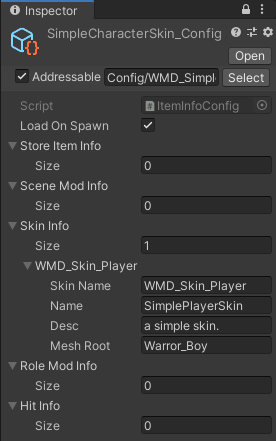 Inspector
SimpleCharacterSkin_Config
Open
Addressable Config/WMD_Simpl Select
Script ItemInfoConfig
Load On Spawn
Store Item Info
Size 0
Scene Mod Info
Size 0
Skin Info
Size 1
WMD_Skin_Player
Skin Name WMD_Skin_Player
Name SimplePlayerSkin
Desc a simple skin.
Mesh Root Warror_Boy
Role Mod Info
Size 0
Hit Info
Size 0